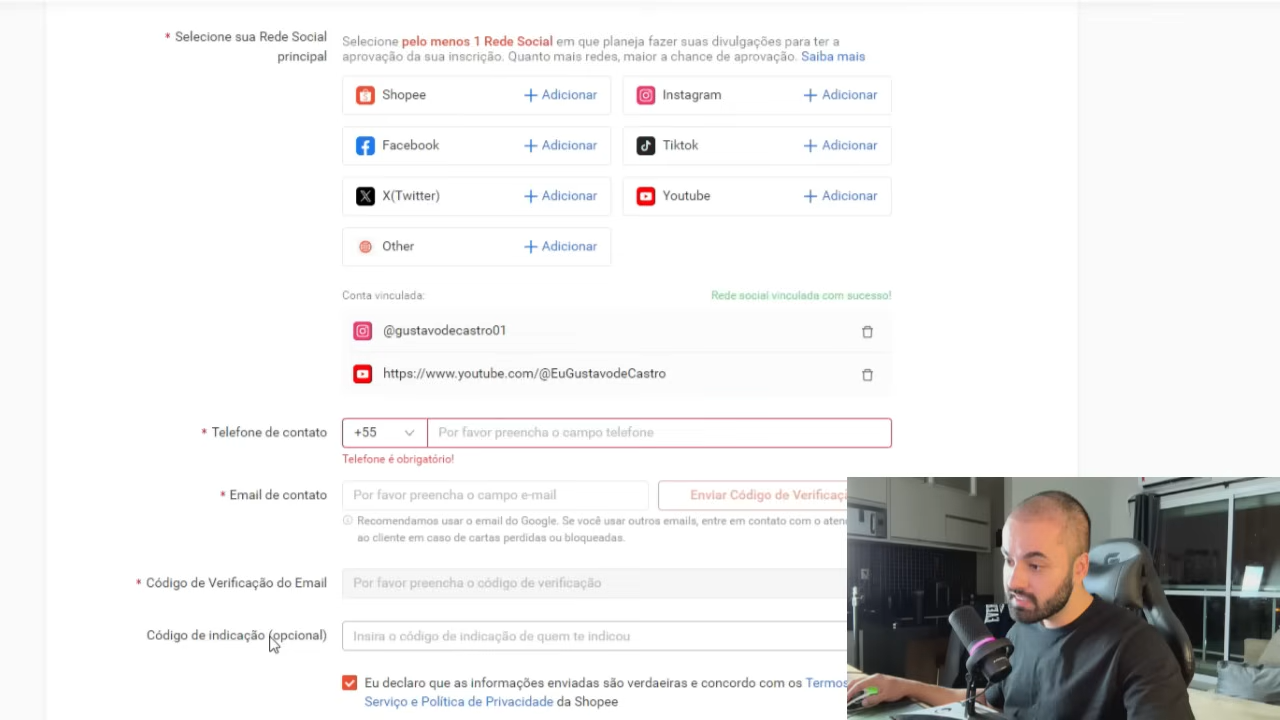 * Selecione sua Rede Social
principal
Selecione pelo menos 1 Rede Social em que planeja fazer suas divulgações para ter a
aprovação da sua inscrição. Quanto mais redes, maior a chance de aprovação. Saiba mais
Shopee + Adicionar
Instagram + Adicionar
Facebook + Adicionar
Tiktok + Adicionar
X(Twitter) + Adicionar
Youtube + Adicionar
Other + Adicionar
Conta vinculada: Rede social vinculada com sucesso!
@gustavodecastro01
https://www.youtube.com/@EuGustavodeCastro
* Telefone de contato +55 Por favor preencha o campo telefone
Telefone é obrigatório!
* Email de contato Por favor preencha o campo e-mail Enviar Código de Verificaç
Recomendamos usar o email do Google. Se você usar outros emails, entre em contato com o aten
ao cliente em caso de cartas perdidas ou bloqueadas.
* Código de Verificação do Email Por favor preencha o código de verificação
Código de indicação (opcional) Insira o código de indicação de quem te indicou
Eu declaro que as informações enviadas são verdaeiras e concordo com os Termos
Serviço e Política de Privacidade da Shopee